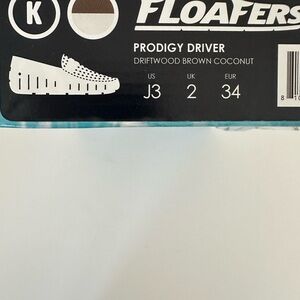 K
FLOAFERS
PRODIGY DRIVER
DRIFTWOOD BROWN COCONUT
US UK EUR
J3 2 34